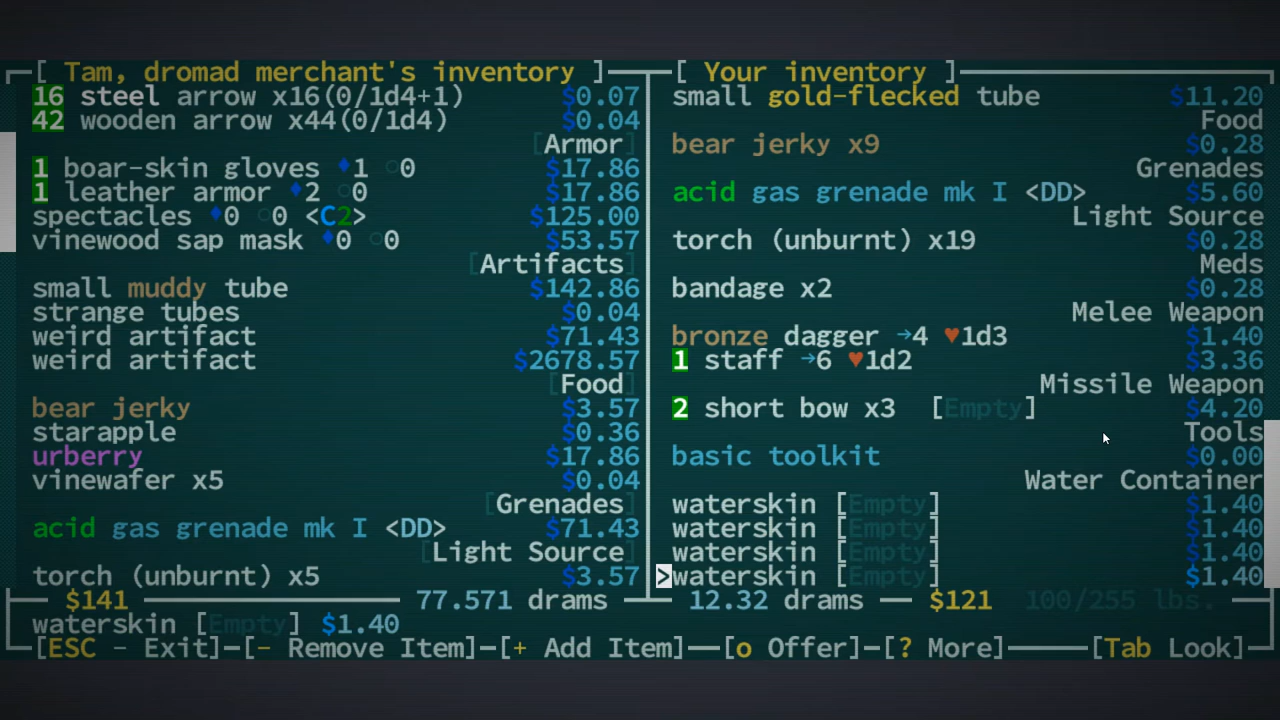 [ Tam, dromad merchant's inventory ]
16 steel arrow x16(0/1d4+1) $0.07
42 wooden arrow x44(0/1d4) $0.04
[Armor]
1 boar-skin gloves ♦1 ○0 $17.86
1 leather armor ♦2 ○0 $17.86
spectacles ♦0 ○0 <C2> $125.00
vinewood sap mask ♦0 ○0 $53.57
[Artifacts]
small muddy tube $142.86
strange tubes $0.04
weird artifact $71.43
weird artifact $2678.57
[Food]
bear jerky $3.57
starapple $0.36
urberry $17.86
vinewafer x5 $0.04
[Grenades]
acid gas grenade mk I <DD> $71.43
[Light Source]
torch (unburnt) x5 $3.57
[ Your inventory ]
small gold-flecked tube $11.20
Food
bear jerky x9 $0.28
Grenades
acid gas grenade mk I <DD> $5.60
Light Source
torch (unburnt) x19 $0.28
Meds
bandage x2 $0.28
Melee Weapon
bronze dagger →4 ♥1d3 $1.40
1 staff →6 ♥1d2 $3.36
Missile Weapon
2 short bow x3 [Empty] $4.20
Tools
basic toolkit $0.00
Water Container
waterskin [Empty] $1.40
waterskin [Empty] $1.40
waterskin [Empty] $1.40
>waterskin [Empty] $1.40
$141 77.571 drams 12.32 drams $121 100/255 lbs.
waterskin [Empty] $1.40
[ESC - Exit] [- Remove Item] [+ Add Item] [o Offer] [? More] [Tab Look]